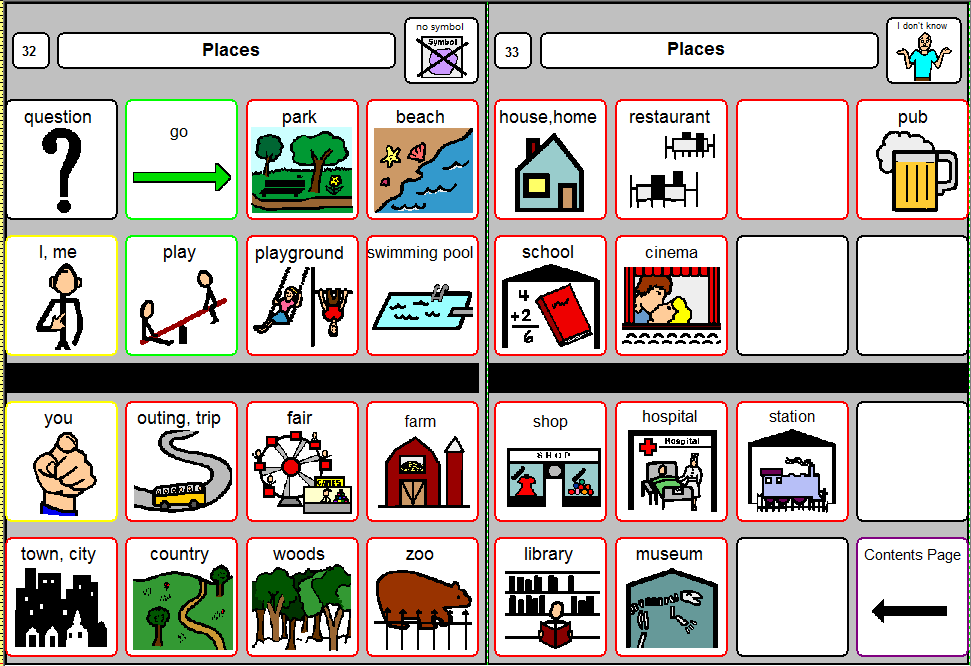 32
Places
no symbol
Symbol
question
go
park
beach
I, me
play
playground
swimming pool
you
outing, trip
fair
GAMES
farm
town, city
country
woods
zoo
33
Places
I don't know
house,home
restaurant
pub
school
4
+2
6
cinema
shop
SHOP
hospital
Hospital
station
library
museum
Contents Page